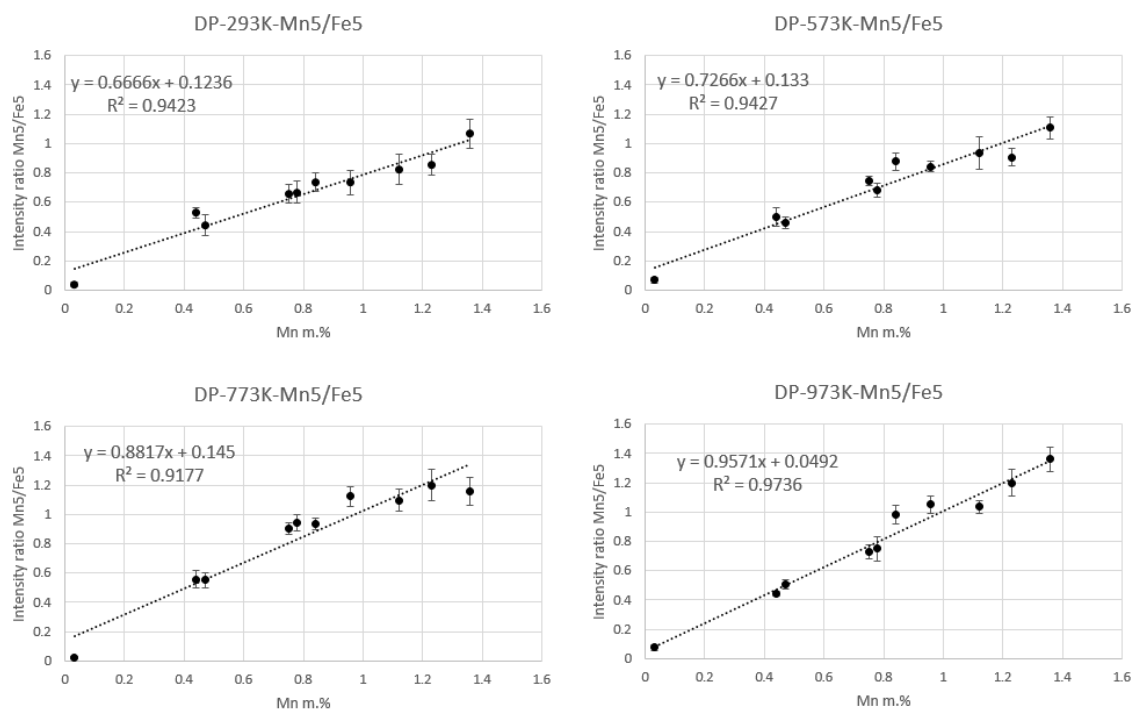 DP-293K-Mn5/Fe5
Intensity ratio Mn5/Fe5
1.6
1.4
1.2
1
0.8
0.6
0.4
0.2
0
y = 0.6666x + 0.1236
R² = 0.9423
0 0.2 0.4 0.6 0.8 1 1.2 1.4 1.6
Mn m.%
DP-573K-Mn5/Fe5
Intensity ratio Mn5/Fe5
1.6
1.4
1.2
1
0.8
0.6
0.4
0.2
0
y = 0.7266x + 0.133
R² = 0.9427
0 0.2 0.4 0.6 0.8 1 1.2 1.4 1.6
Mn m.%
DP-773K-Mn5/Fe5
Intensity ratio Mn5/Fe5
1.6
1.4
1.2
1
0.8
0.6
0.4
0.2
0
y = 0.8817x + 0.145
R² = 0.9177
0 0.2 0.4 0.6 0.8 1 1.2 1.4 1.6
Mn m.%
DP-973K-Mn5/Fe5
Intensity ratio Mn5/Fe5
1.6
1.4
1.2
1
0.8
0.6
0.4
0.2
0
y = 0.9571x + 0.0492
R² = 0.9736
0 0.2 0.4 0.6 0.8 1 1.2 1.4 1.6
Mn m.%